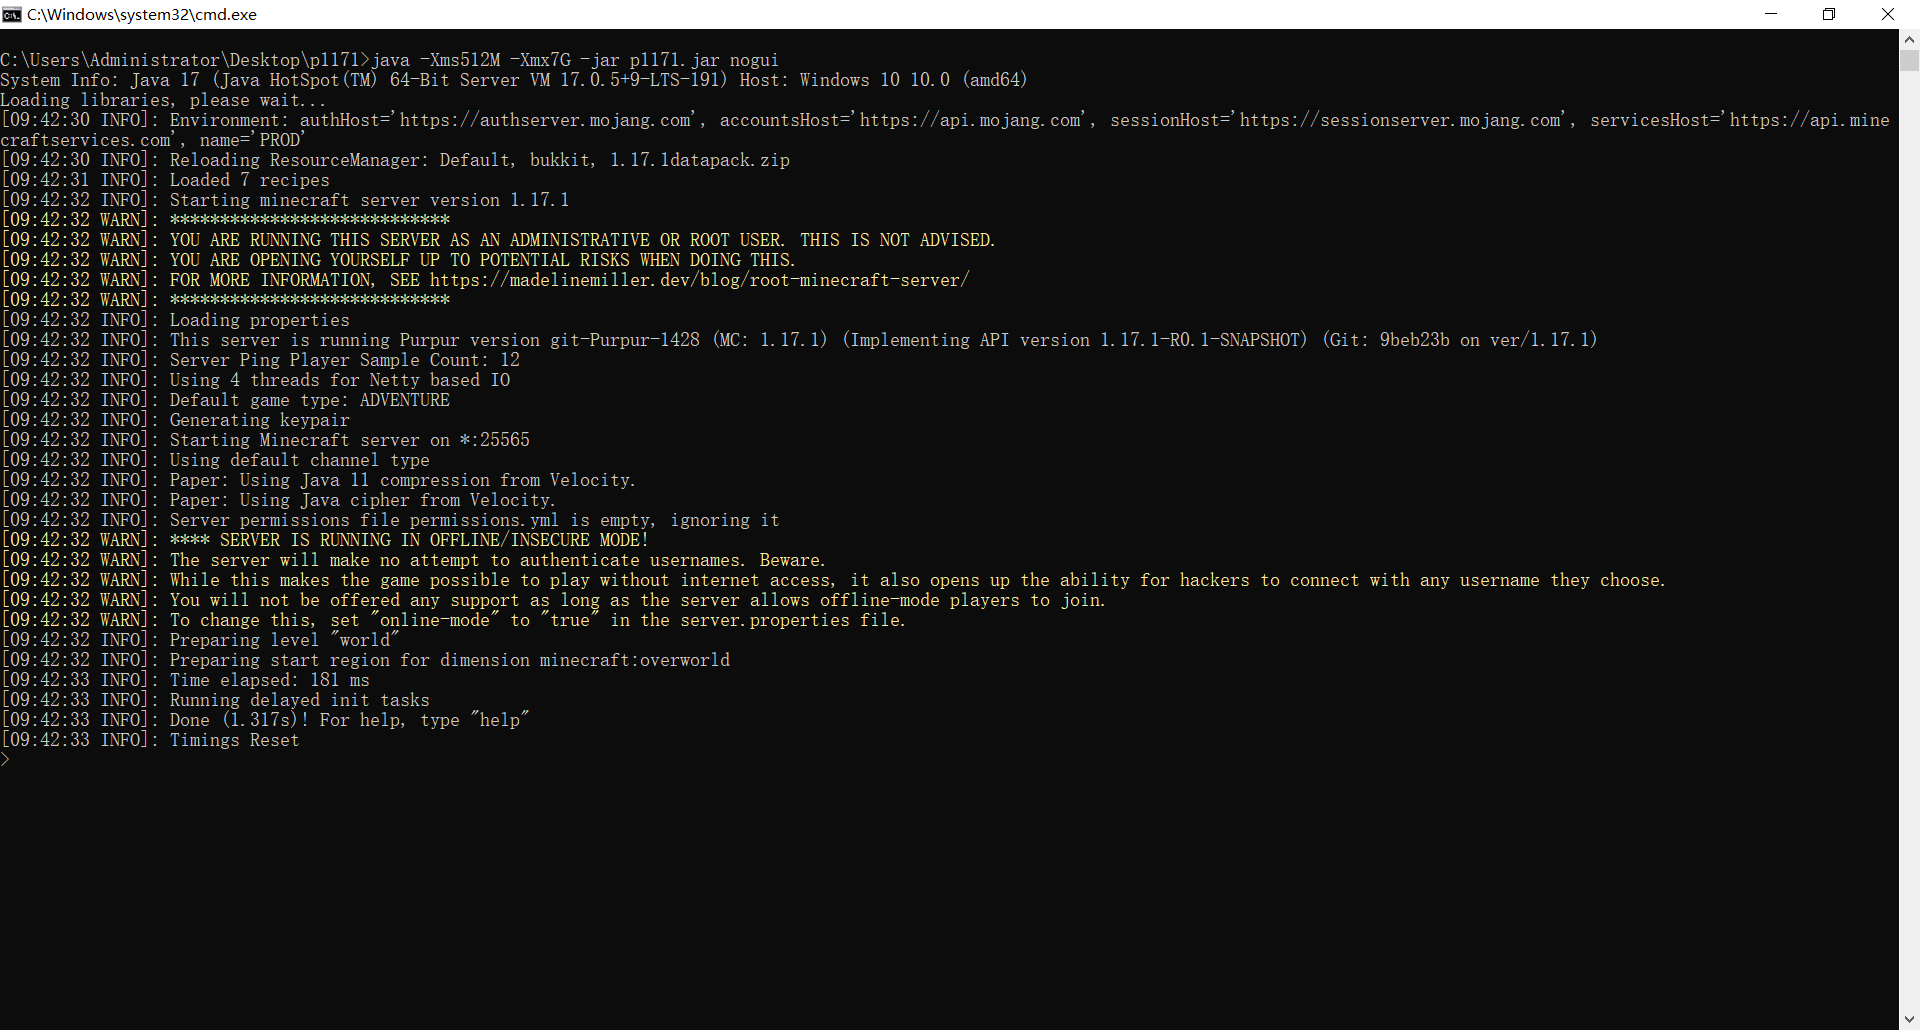 C:\Windows\system32\cmd.exe
C:\Users\Administrator\Desktop\p1171>java -Xms512M -Xmx7G -jar p1171.jar nogui
System Info: Java 17 (Java HotSpot(TM) 64-Bit Server VM 17.0.5+9-LTS-191) Host: Windows 10 10.0 (amd64)
Loading libraries, please wait...
[09:42:30 INFO]: Environment: authHost='https://authserver.mojang.com', accountsHost='https://api.mojang.com', sessionHost='https://sessionserver.mojang.com', servicesHost='https://api.mine
craftservices.com', name='PROD'
[09:42:30 INFO]: Reloading ResourceManager: Default, bukkit, 1.17.1datapack.zip
[09:42:31 INFO]: Loaded 7 recipes
[09:42:32 INFO]: Starting minecraft server version 1.17.1
[09:42:32 WARN]: ****************************
[09:42:32 WARN]: YOU ARE RUNNING THIS SERVER AS AN ADMINISTRATIVE OR ROOT USER. THIS IS NOT ADVISED.
[09:42:32 WARN]: YOU ARE OPENING YOURSELF UP TO POTENTIAL RISKS WHEN DOING THIS.
[09:42:32 WARN]: FOR MORE INFORMATION, SEE https://madelinemiller.dev/blog/root-minecraft-server/
[09:42:32 WARN]: ****************************
[09:42:32 INFO]: Loading properties
[09:42:32 INFO]: This server is running Purpur version git-Purpur-1428 (MC: 1.17.1) (Implementing API version 1.17.1-R0.1-SNAPSHOT) (Git: 9beb23b on ver/1.17.1)
[09:42:32 INFO]: Server Ping Player Sample Count: 12
[09:42:32 INFO]: Using 4 threads for Netty based IO
[09:42:32 INFO]: Default game type: ADVENTURE
[09:42:32 INFO]: Generating keypair
[09:42:32 INFO]: Starting Minecraft server on *:25565
[09:42:32 INFO]: Using default channel type
[09:42:32 INFO]: Paper: Using Java 11 compression from Velocity.
[09:42:32 INFO]: Paper: Using Java cipher from Velocity.
[09:42:32 INFO]: Server permissions file permissions.yml is empty, ignoring it
[09:42:32 WARN]: **** SERVER IS RUNNING IN OFFLINE/INSECURE MODE!
[09:42:32 WARN]: The server will make no attempt to authenticate usernames. Beware.
[09:42:32 WARN]: While this makes the game possible to play without internet access, it also opens up the ability for hackers to connect with any username they choose.
[09:42:32 WARN]: You will not be offered any support as long as the server allows offline-mode players to join.
[09:42:32 WARN]: To change this, set "online-mode" to "true" in the server.properties file.
[09:42:32 INFO]: Preparing level "world"
[09:42:32 INFO]: Preparing start region for dimension minecraft:overworld
[09:42:33 INFO]: Time elapsed: 181 ms
[09:42:33 INFO]: Running delayed init tasks
[09:42:33 INFO]: Done (1.317s)! For help, type "help"
[09:42:33 INFO]: Timings Reset
>